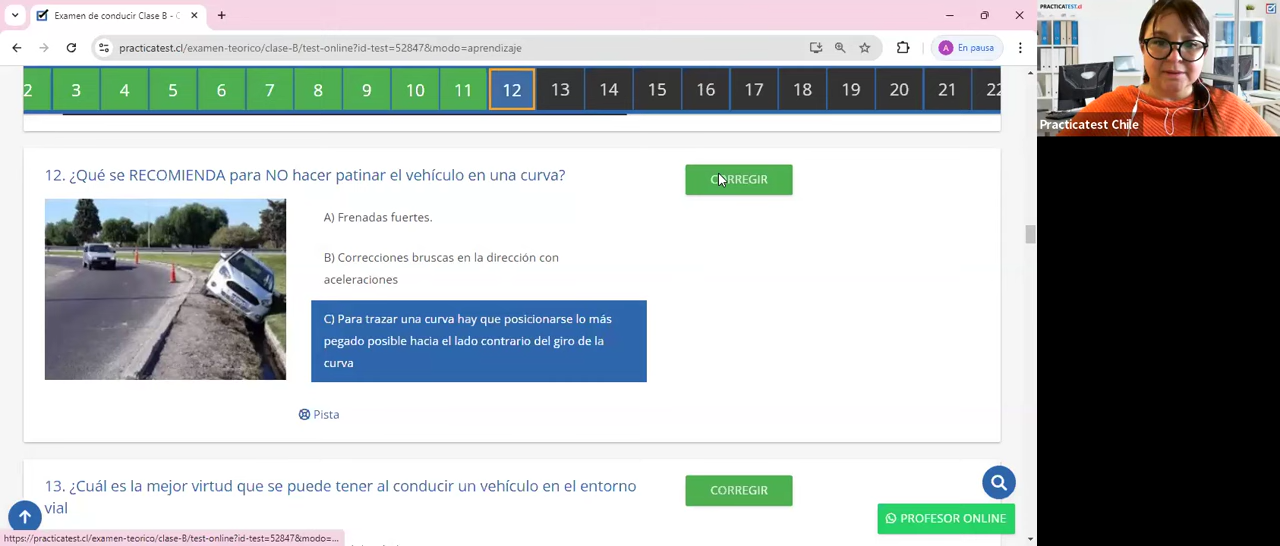 Examen de conducir Clase B - C
practicatest.cl/examen-teorico/clase-B/test-online?id-test=52847&modo=aprendizaje
A
En pausa
PRACTICATEST.cl
2 3 4 5 6 7 8 9 10 11 12 13 14 15 16 17 18 19 20 21 22
Practicatest Chile
12. ¿Qué se RECOMIENDA para NO hacer patinar el vehículo en una curva?
CORREGIR
A) Frenadas fuertes.
B) Correcciones bruscas en la dirección con
aceleraciones
C) Para trazar una curva hay que posicionarse lo más
pegado posible hacia el lado contrario del giro de la
curva
Pista
13. ¿Cuál es la mejor virtud que se puede tener al conducir un vehículo en el entorno
vial
CORREGIR
PROFESOR ONLINE
https://practicatest.cl/examen-teorico/clase-B/test-online?id-test=52847&modo=...